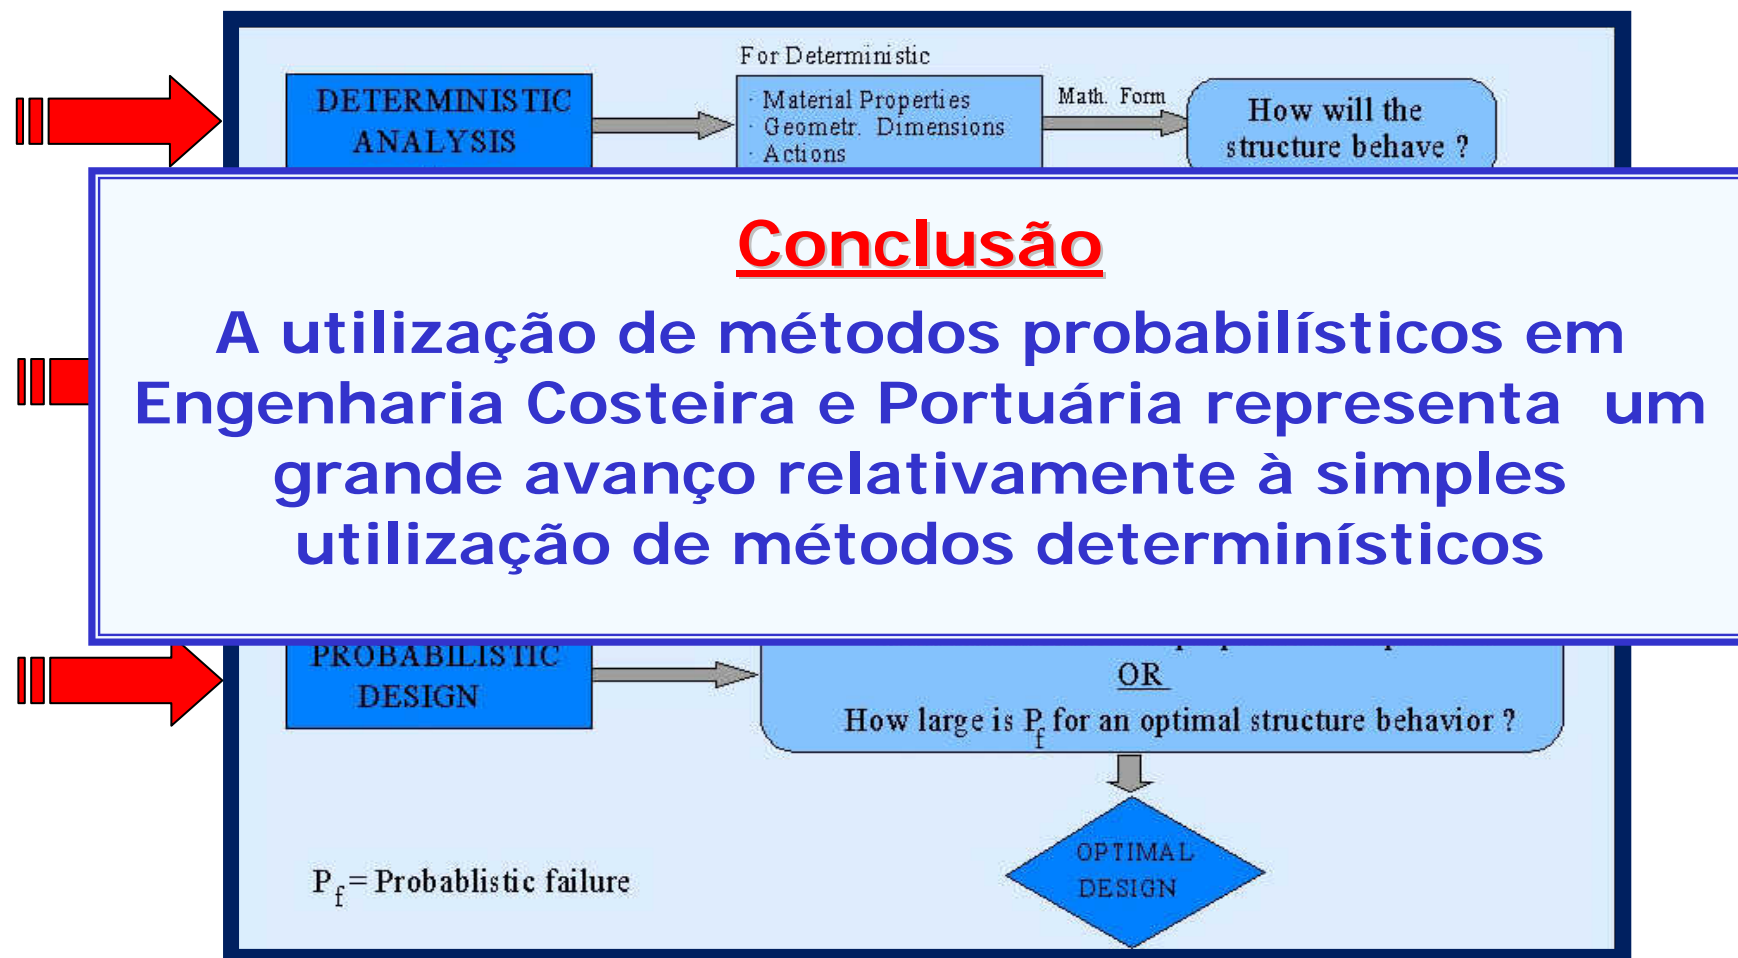 For Deterministic
DETERMINISTIC
ANALYSIS
· Material Properties
· Geometr. Dimensions
· Actions
Math. Form
How will the
structure behave ?
Conclusão
A utilização de métodos probabilísticos em
Engenharia Costeira e Portuária representa um
grande avanço relativamente à simples
utilização de métodos determinísticos
PROBABILISTIC
DESIGN
OR
How large is Pf for an optimal structure behavior ?
OPTIMAL
DESIGN
Pf = Probablistic failure